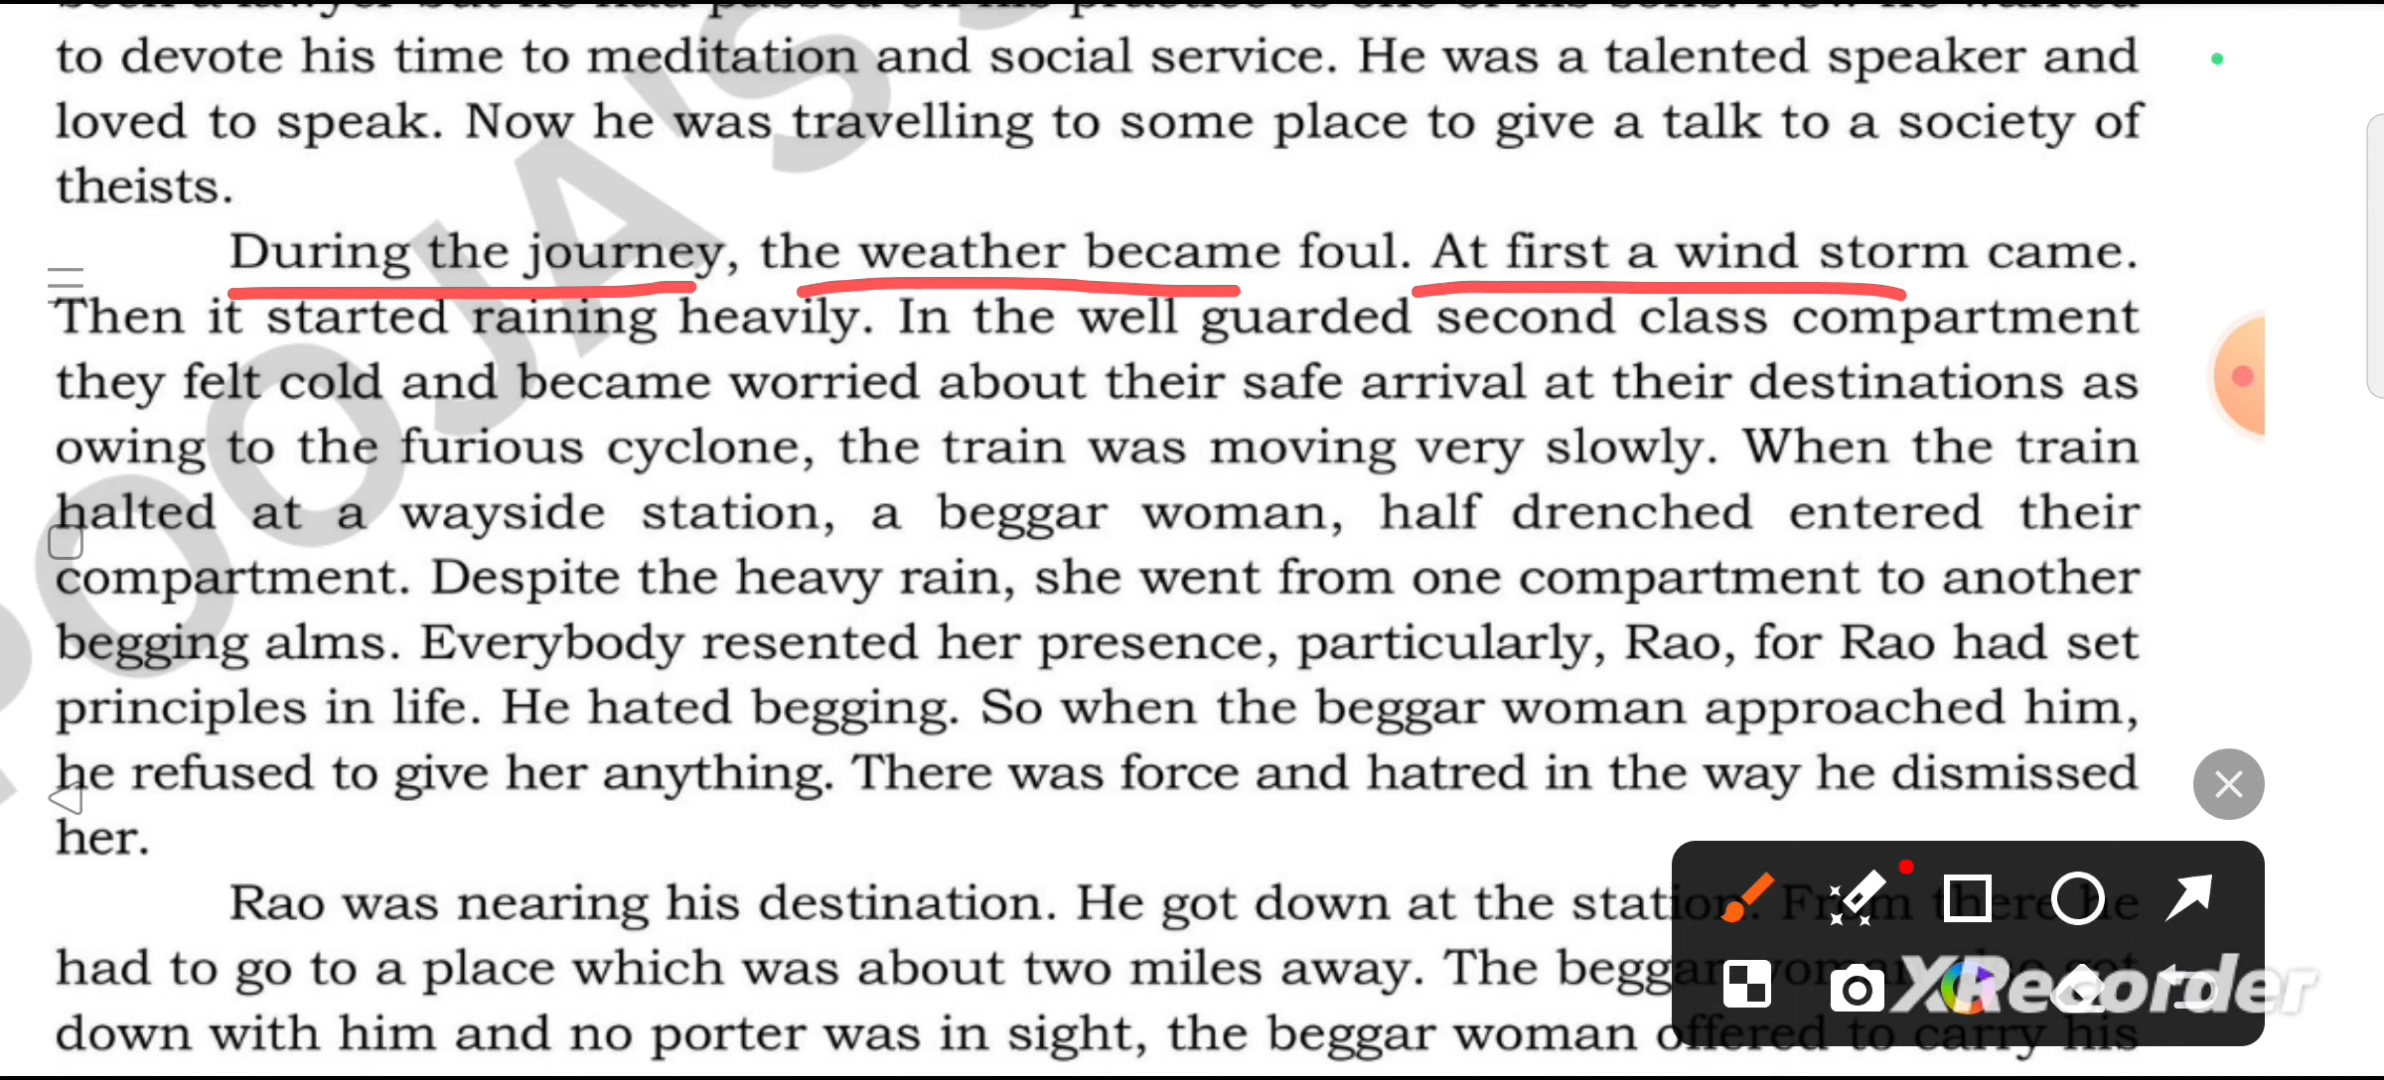 to devote his time to meditation and social service. He was a talented speaker and
loved to speak. Now he was travelling to some place to give a talk to a society of
theists.
During the journey, the weather became foul. At first a wind storm came.
Then it started raining heavily. In the well guarded second class compartment
they felt cold and became worried about their safe arrival at their destinations as
owing to the furious cyclone, the train was moving very slowly. When the train
halted at a wayside station, a beggar woman, half drenched entered their
compartment. Despite the heavy rain, she went from one compartment to another
begging alms. Everybody resented her presence, particularly, Rao, for Rao had set
principles in life. He hated begging. So when the beggar woman approached him,
he refused to give her anything. There was force and hatred in the way he dismissed
her.
Rao was nearing his destination. He got down at the station. From there he
had to go to a place which was about two miles away. The beggar
down with him and no porter was in sight, the beggar woman offered to carry his
POOJA'S
XRecorder